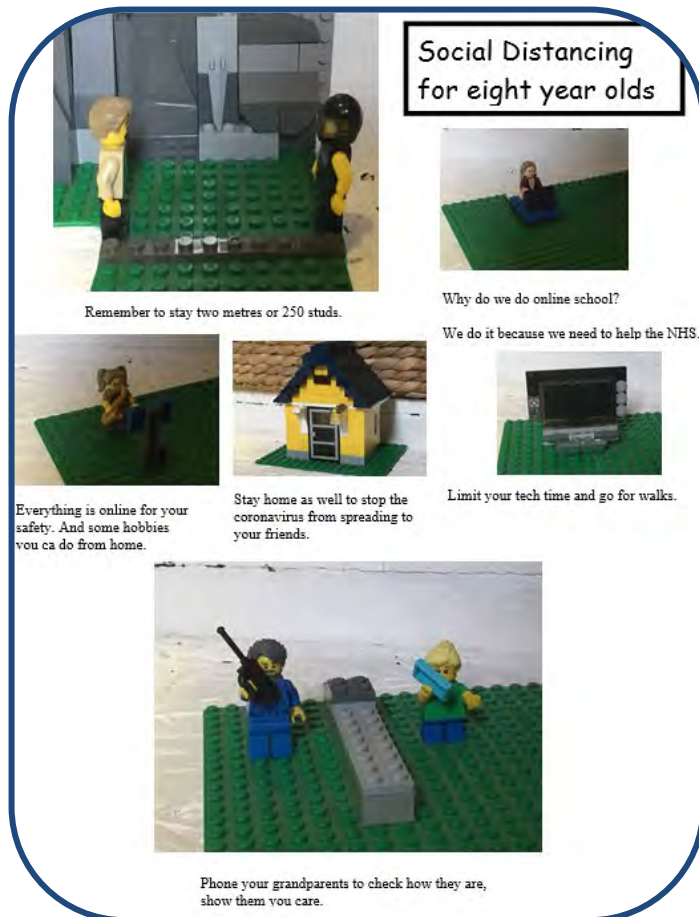 Social Distancing
for eight year olds
Remember to stay two metres or 250 studs.
Why do we do online school?
We do it because we need to help the NHS.
Everything is online for your
safety. And some hobbies
you ca do from home.
Stay home as well to stop the
coronavirus from spreading to
your friends.
Limit your tech time and go for walks.
Phone your grandparents to check how they are,
show them you care.